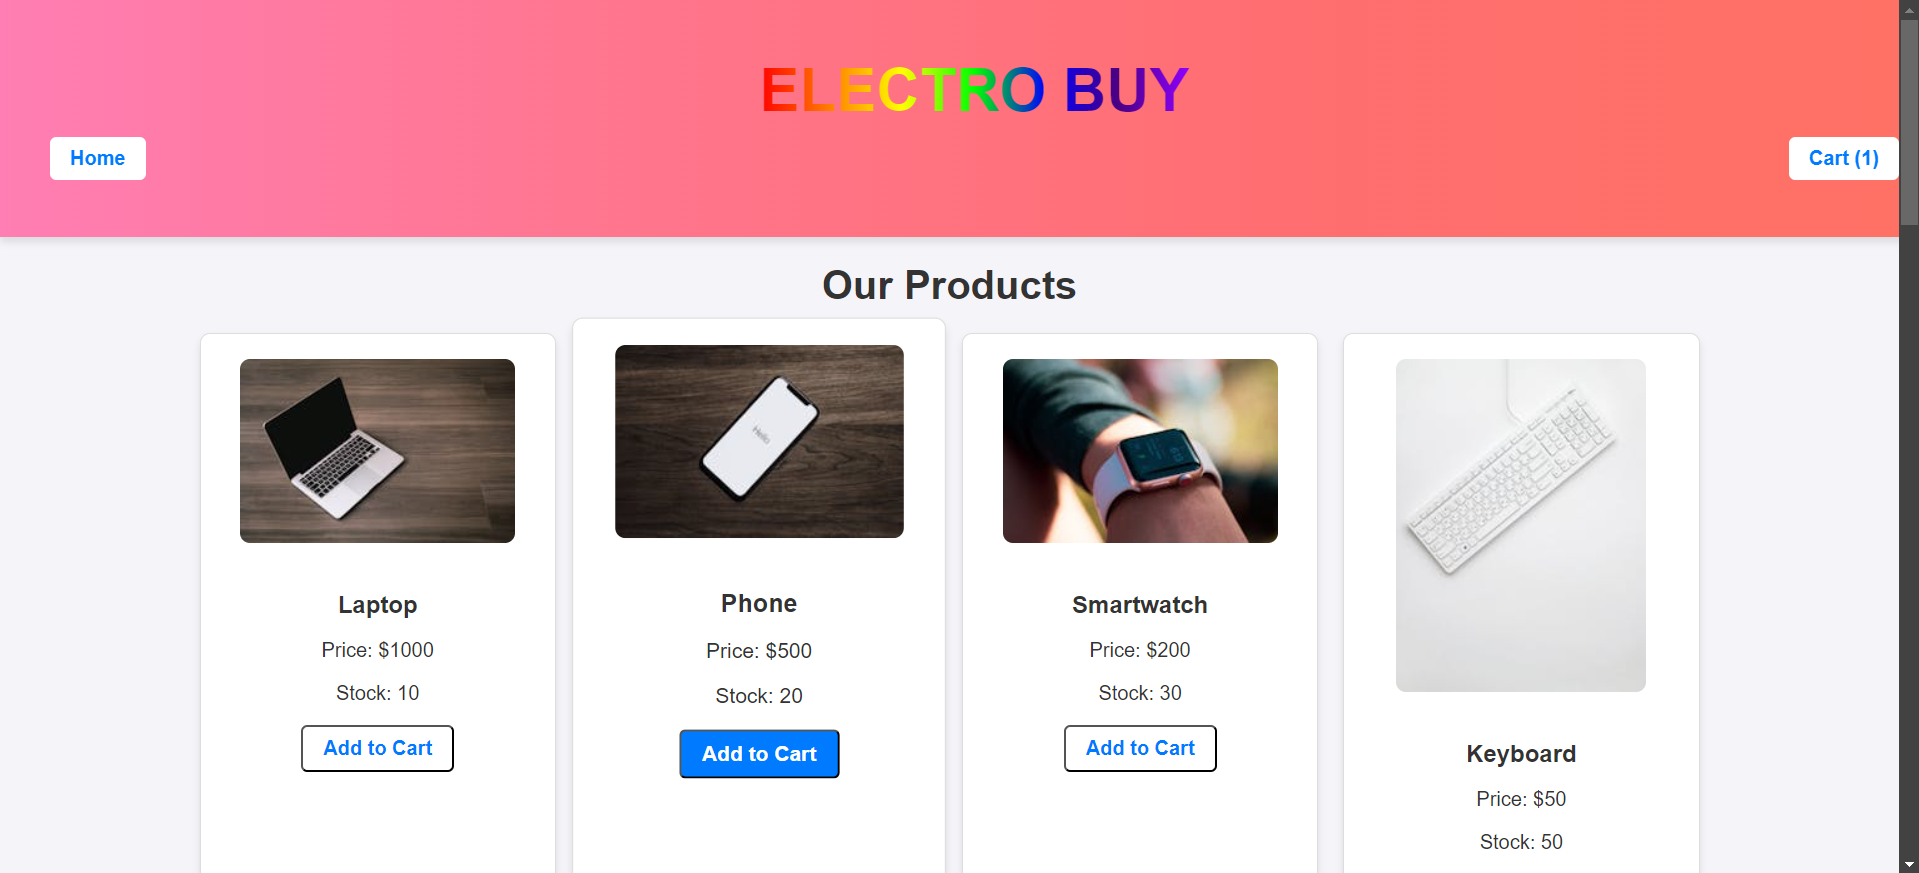 ELECTRO BUY
Home
Cart (1)
Our Products
Hello
Laptop
Price: $1000
Stock: 10
Add to Cart
Phone
Price: $500
Stock: 20
Add to Cart
Smartwatch
Price: $200
Stock: 30
Add to Cart
Keyboard
Price: $50
Stock: 50